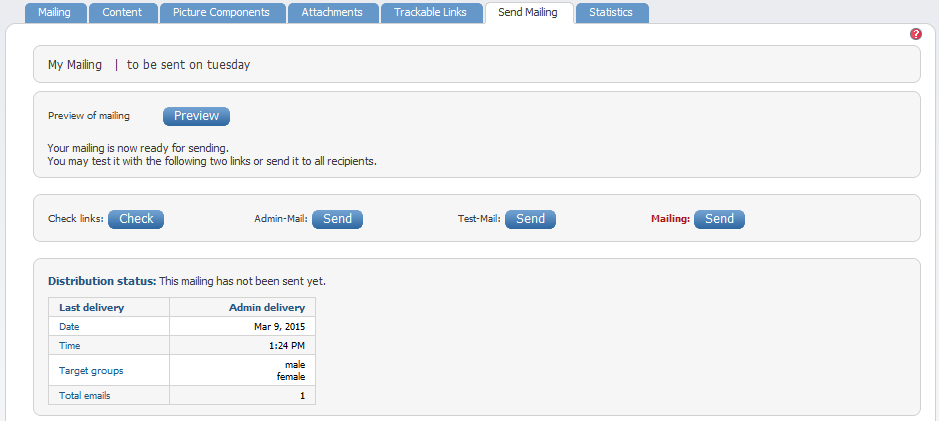 Mailing Content Picture Components Attachments Trackable Links Send Mailing Statistics
?
My Mailing | to be sent on tuesday
Preview of mailing Preview
Your mailing is now ready for sending.
You may test it with the following two links or send it to all recipients.
Check links: Check Admin-Mail: Send Test-Mail: Send Mailing: Send
Distribution status: This mailing has not been sent yet.
Last delivery Admin delivery
Date Mar 9, 2015
Time 1:24 PM
Target groups male
female
Total emails 1